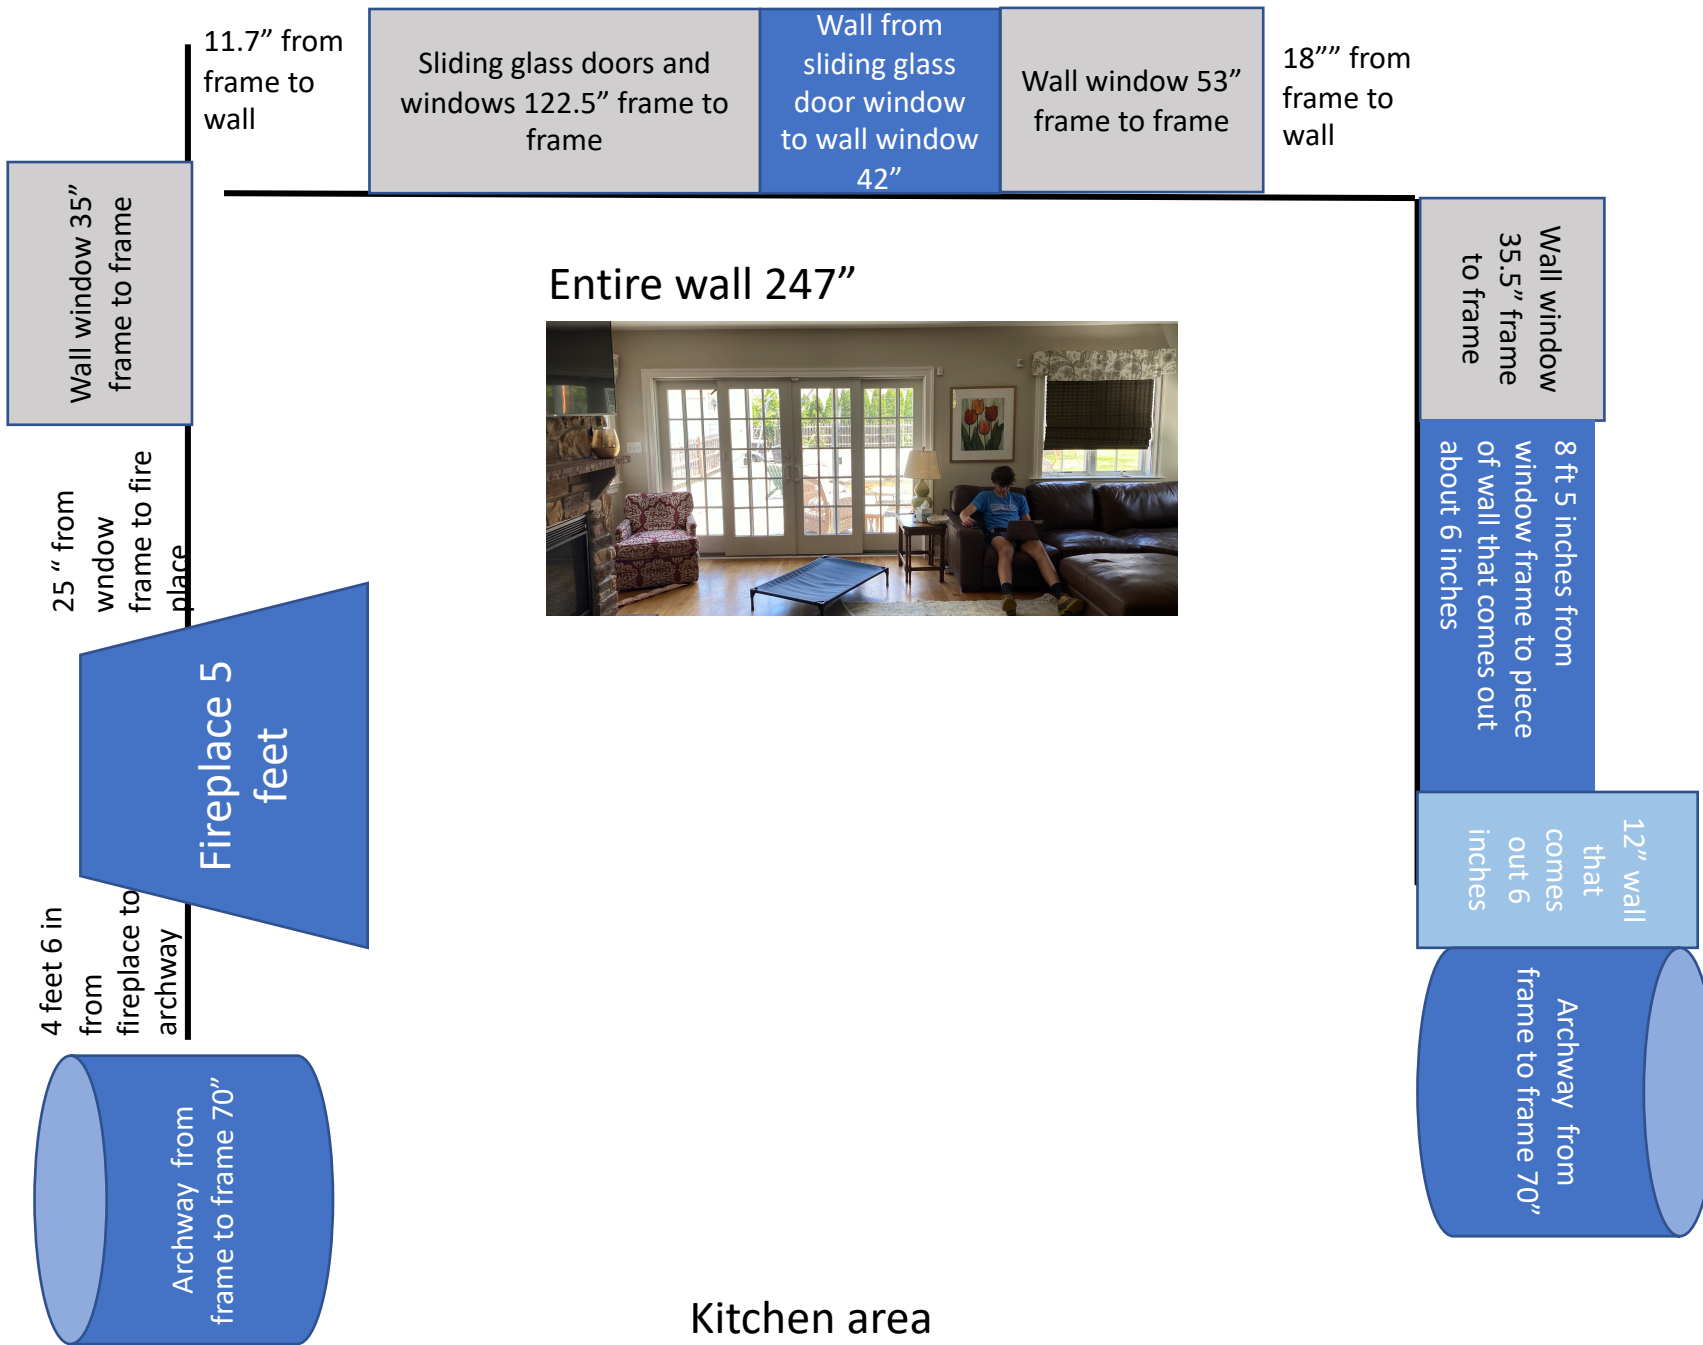 11.7” from
frame to
wall
Sliding glass doors and
windows 122.5” frame to
frame
Wall from
sliding glass
door window
to wall window
42”
Wall window 53”
frame to frame
18”” from
frame to
wall
Wall window 35”
frame to frame
Entire wall 247”
Wall window
35.5” frame
to frame
25 “ from
wndow
frame to fire
place
8 ft 5 inches from
window frame to piece
of wall that comes out
about 6 inches
Fireplace 5
feet
12” wall
that
comes
out 6
inches
4 feet 6 in
from
fireplace to
archway
Archway  from
frame to frame 70”
Archway  from
frame to frame 70”
Kitchen area